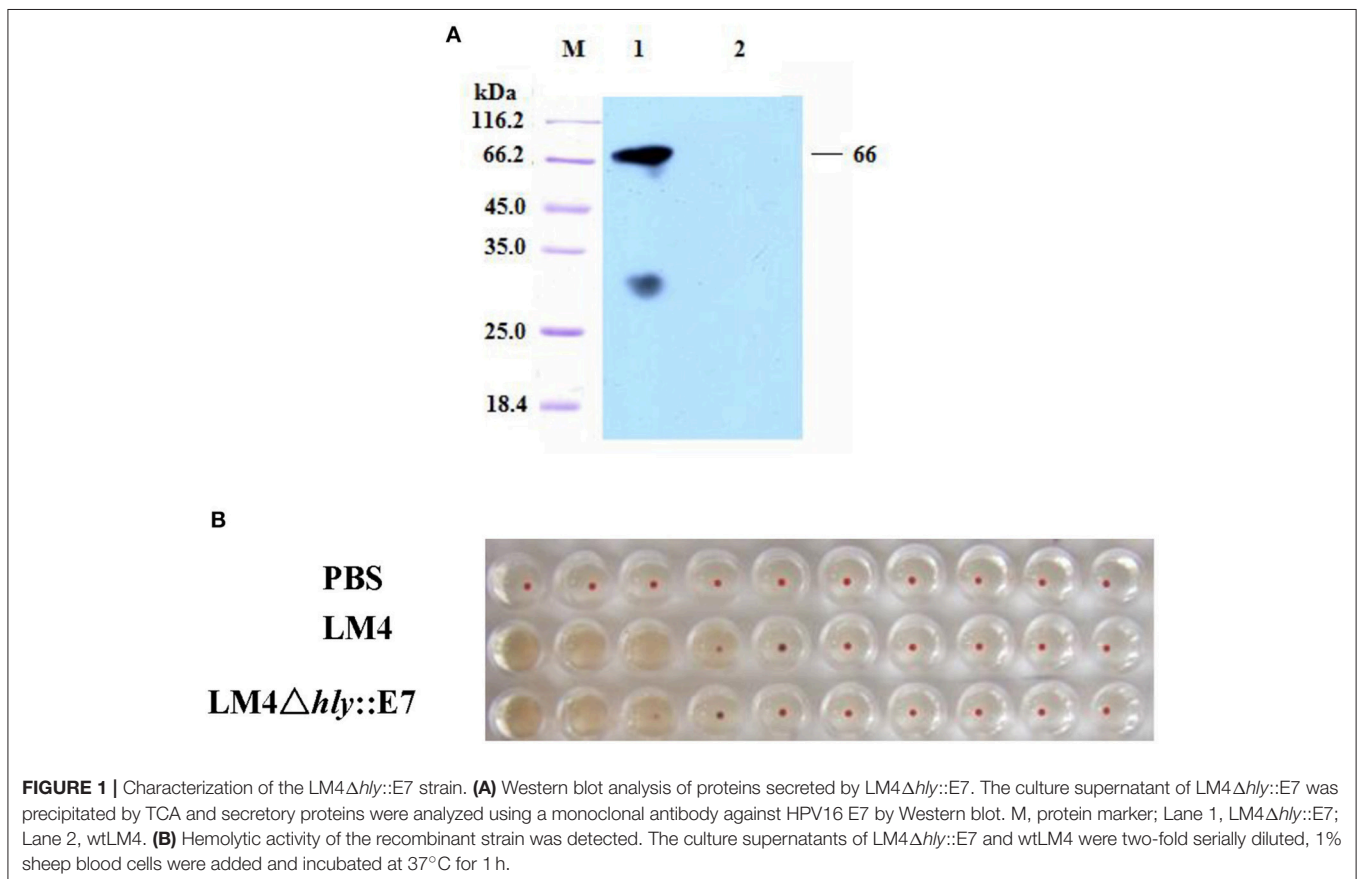 A
M 1 2
kDa
116.2
66.2
66
45.0
35.0
25.0
18.4
B
PBS
LM4
LM4△hly::E7
FIGURE 1 | Characterization of the LM4Δhly::E7 strain. (A) Western blot analysis of proteins secreted by LM4Δhly::E7. The culture supernatant of LM4Δhly::E7 was
precipitated by TCA and secretory proteins were analyzed using a monoclonal antibody against HPV16 E7 by Western blot. M, protein marker; Lane 1, LM4Δhly::E7;
Lane 2, wtLM4. (B) Hemolytic activity of the recombinant strain was detected. The culture supernatants of LM4Δhly::E7 and wtLM4 were two-fold serially diluted, 1%
sheep blood cells were added and incubated at 37°C for 1 h.